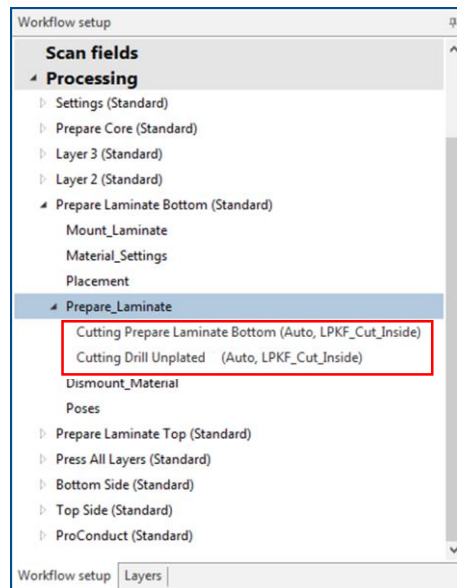 Workflow setup
Scan fields
Processing
Settings (Standard)
Prepare Core (Standard)
Layer 3 (Standard)
Layer 2 (Standard)
Prepare Laminate Bottom (Standard)
Mount_Laminate
Material_Settings
Placement
Prepare_Laminate
Cutting Prepare Laminate Bottom (Auto, LPKF_Cut_Inside)
Cutting Drill Unplated (Auto, LPKF_Cut_Inside)
Dismount_Material
Poses
Prepare Laminate Top (Standard)
Press All Layers (Standard)
Bottom Side (Standard)
Top Side (Standard)
ProConduct (Standard)
Workflow setup Layers